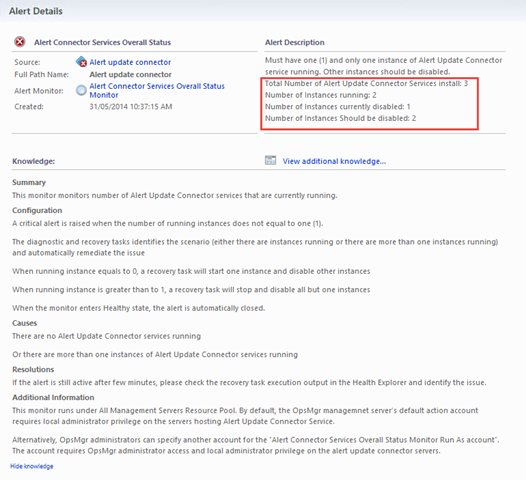 Alert Details
Alert Connector Services Overall Status
Source:
Alert update connector
Full Path Name:
Alert update connector
Alert Monitor:
Alert Connector Services Overall Status
Monitor
Created:
31/05/2014 10:37:15 AM
Alert Description
Must have one (1) and only one instance of Alert Update Connector
service running. Other instances should be disabled.
Total Number of Alert Update Connector Services install: 3
Number of Instances running: 2
Number of Instances currently disabled: 1
Number of Instances Should be disabled: 2
Knowledge:
View additional knowledge...
Summary
This monitor monitors number of Alert Update Connector services that are currently running.
Configuration
A critical alert is raised when the number of running instances does not equal to one (1).
The diagnostic and recovery tasks identifies the scenario (either there are instances running or there are more than one instances running)
and automatically remediate the issue
When running instance equals to 0, a recovery task will start one instance and disable other instances
When running instance is greater than to 1, a recovery task will stop and disable all but one instances
When the monitor enters Healthy state, the alert is automatically closed.
Causes
There are no Alert Update Connector services running
Or there are more than one instances of Alert Update Connector services running
Resolutions
If the alert is still active after few minutes, please check the recovery task execution output in the Health Explorer and identify the issue.
Additional Information
This monitor runs under All Management Servers Resource Pool. By default, the OpsMgr managmenet server's default action account
requires local administrator privilege on the servers hosting Alert Update Connector Service.
Alternatively, OpsMgr administrators can specify another account for the "Alert Connector Services Overall Status Monitor Run As account".
The account requires OpsMgr administrator access and local administrator privilege on the alert update connector servers.
Hide knowledge